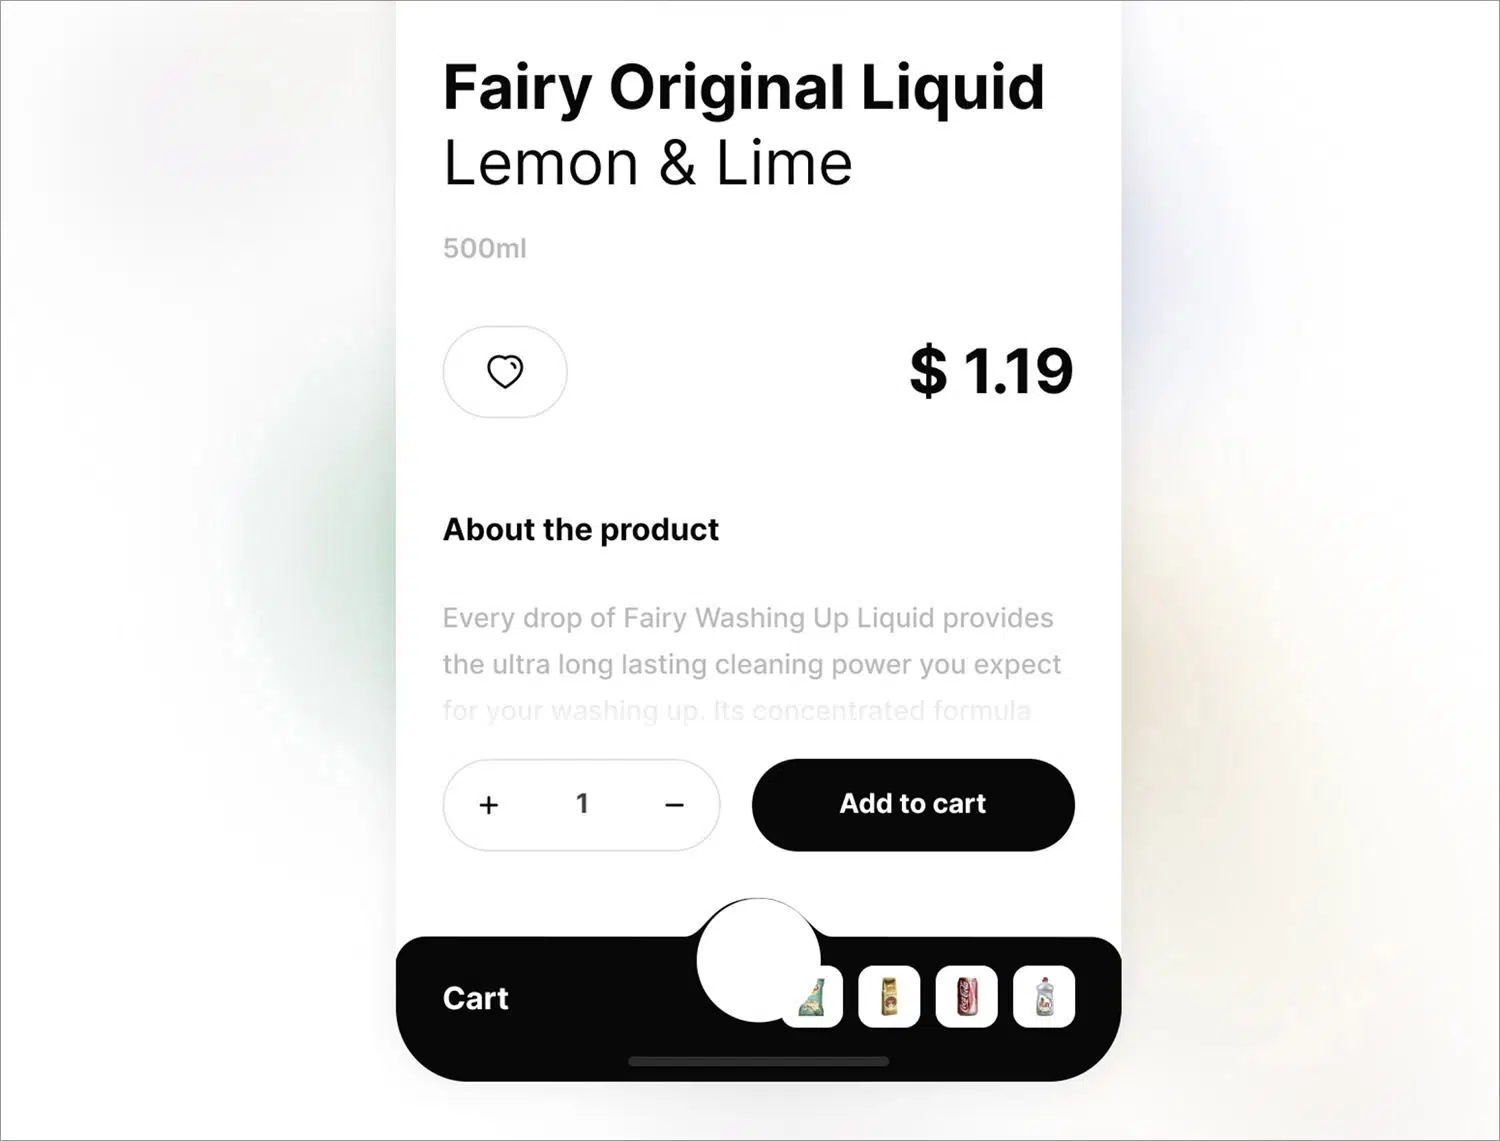 Fairy Original Liquid
Lemon & Lime
500ml
$ 1.19
About the product
Every drop of Fairy Washing Up Liquid provides
the ultra long lasting cleaning power you expect
for your washing up. Its concentrated formula
+ 1 −
Add to cart
Cart
Coca-Cola